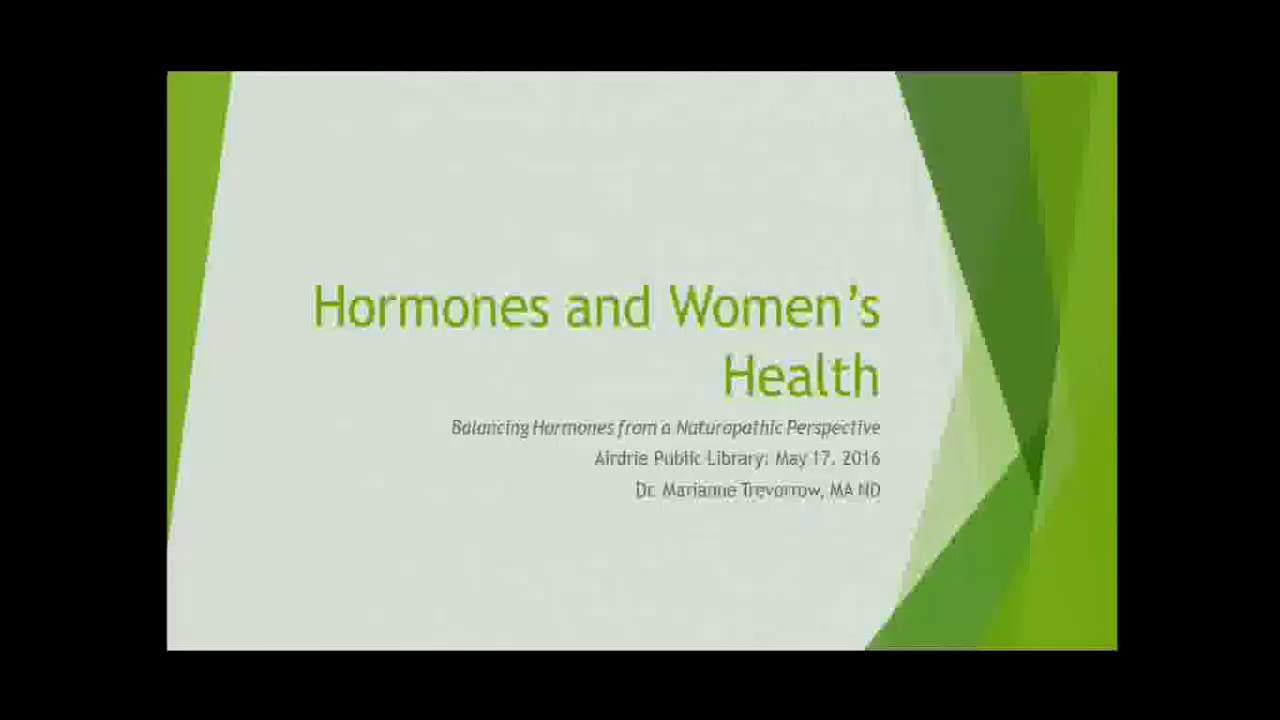 Hormones and Women's
Health
Balancing Hormones from a Naturopathic Perspective
Airdrie Public Library: May 17, 2016
Dr. Marianne Trevorrow, MA ND